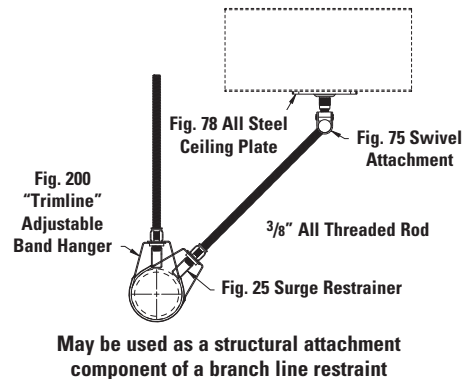 Fig. 78 All Steel
Ceiling Plate
Fig. 75 Swivel
Attachment
Fig. 200
“Trimline”
Adjustable
Band Hanger
3/8” All Threaded Rod
Fig. 25 Surge Restrainer
May be used as a structural attachment
component of a branch line restraint